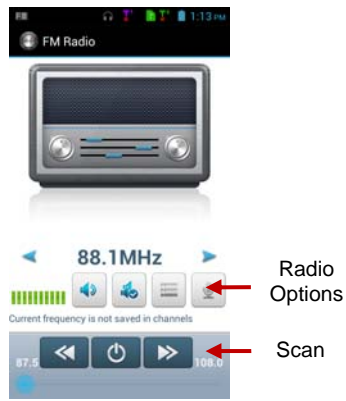 1:13 PM
FM Radio
88.1MHz
Radio
Options
Current frequency is not saved in channels
Scan
87.5
108.0